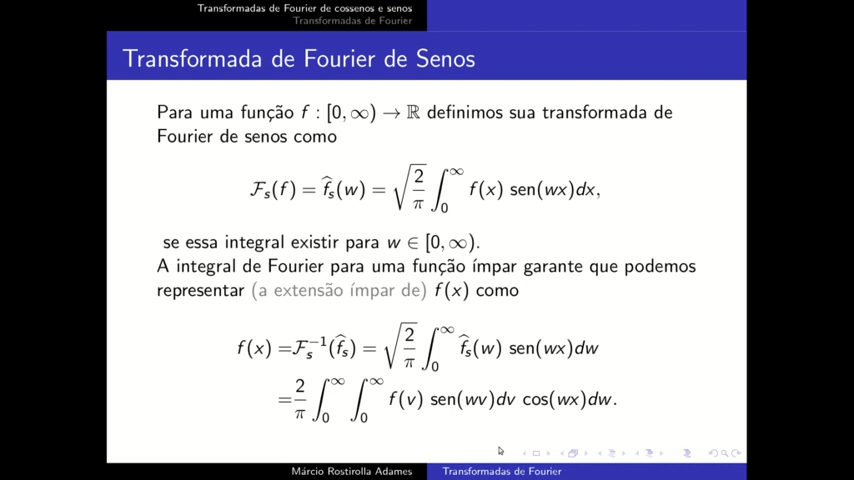 Transformadas de Fourier de cossenos e senos
Transformadas de Fourier
Transformada de Fourier de Senos
Para uma função f : [0, ∞) → ℝ definimos sua transformada de
Fourier de senos como
𝓕ₛ(f) = f̂ₛ(w) = √(2/π) ∫₀^∞ f(x) sen(wx)dx,
se essa integral existir para w ∈ [0, ∞).
A integral de Fourier para uma função ímpar garante que podemos
representar (a extensão ímpar de) f(x) como
f(x) =𝓕ₛ⁻¹(f̂ₛ) = √(2/π) ∫₀^∞ f̂ₛ(w) sen(wx)dw
=2/π ∫₀^∞ ∫₀^∞ f(v) sen(wv)dv cos(wx)dw.
Márcio Rostirolla Adames
Transformadas de Fourier